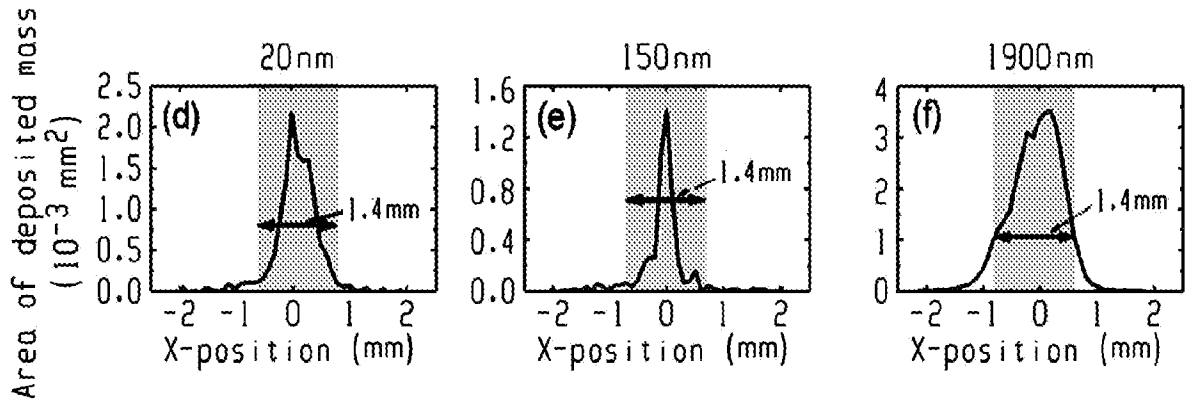 Area of deposited mass
(10⁻³ mm²)
20nm
(d)
2.5
2.0
1.5
1.0
0.5
0.0
1.4mm
-2 -1 0 1 2
X-position (mm)
150nm
(e)
1.6
1.2
0.8
0.4
0.0
1.4mm
-2 -1 0 1 2
X-position (mm)
1900nm
(f)
4
3
2
1
0
1.4mm
-2 -1 0 1 2
X-position (mm)